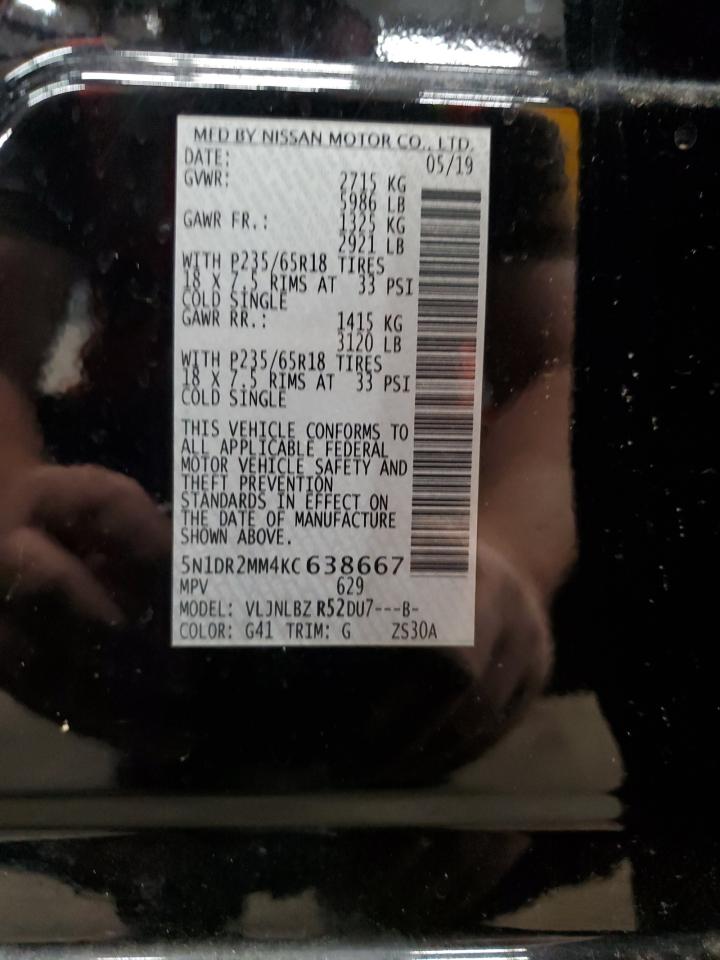 MFD BY NISSAN MOTOR CO., LTD.
DATE: 05/19
GVWR: 2715 KG
5986 LB
GAWR FR.: 1325 KG
2921 LB
WITH P235/65R18 TIRES
18 X 7.5 RIMS AT 33 PSI
COLD SINGLE
GAWR RR.: 1415 KG
3120 LB
WITH P235/65R18 TIRES
18 X 7.5 RIMS AT 33 PSI
COLD SINGLE
THIS VEHICLE CONFORMS TO
ALL APPLICABLE FEDERAL
MOTOR VEHICLE SAFETY AND
THEFT PREVENTION
STANDARDS IN EFFECT ON
THE DATE OF MANUFACTURE
SHOWN ABOVE.
5N1DR2MM4KC638667
MPV 629
MODEL: VLJNLBZ R52DU7---B-
COLOR: G41 TRIM: G ZS30A